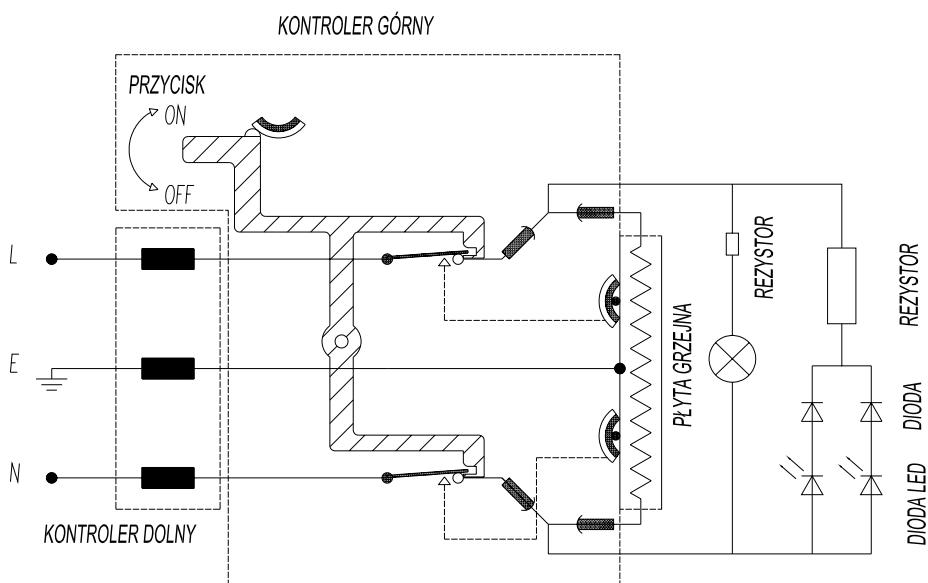 KONTROLER GÓRNY
PRZYCISK
ON
OFF
L
E
N
KONTROLER DOLNY
PŁYTA GRZEJNA
REZYSTOR
REZYSTOR
DIODA
DIODA LED